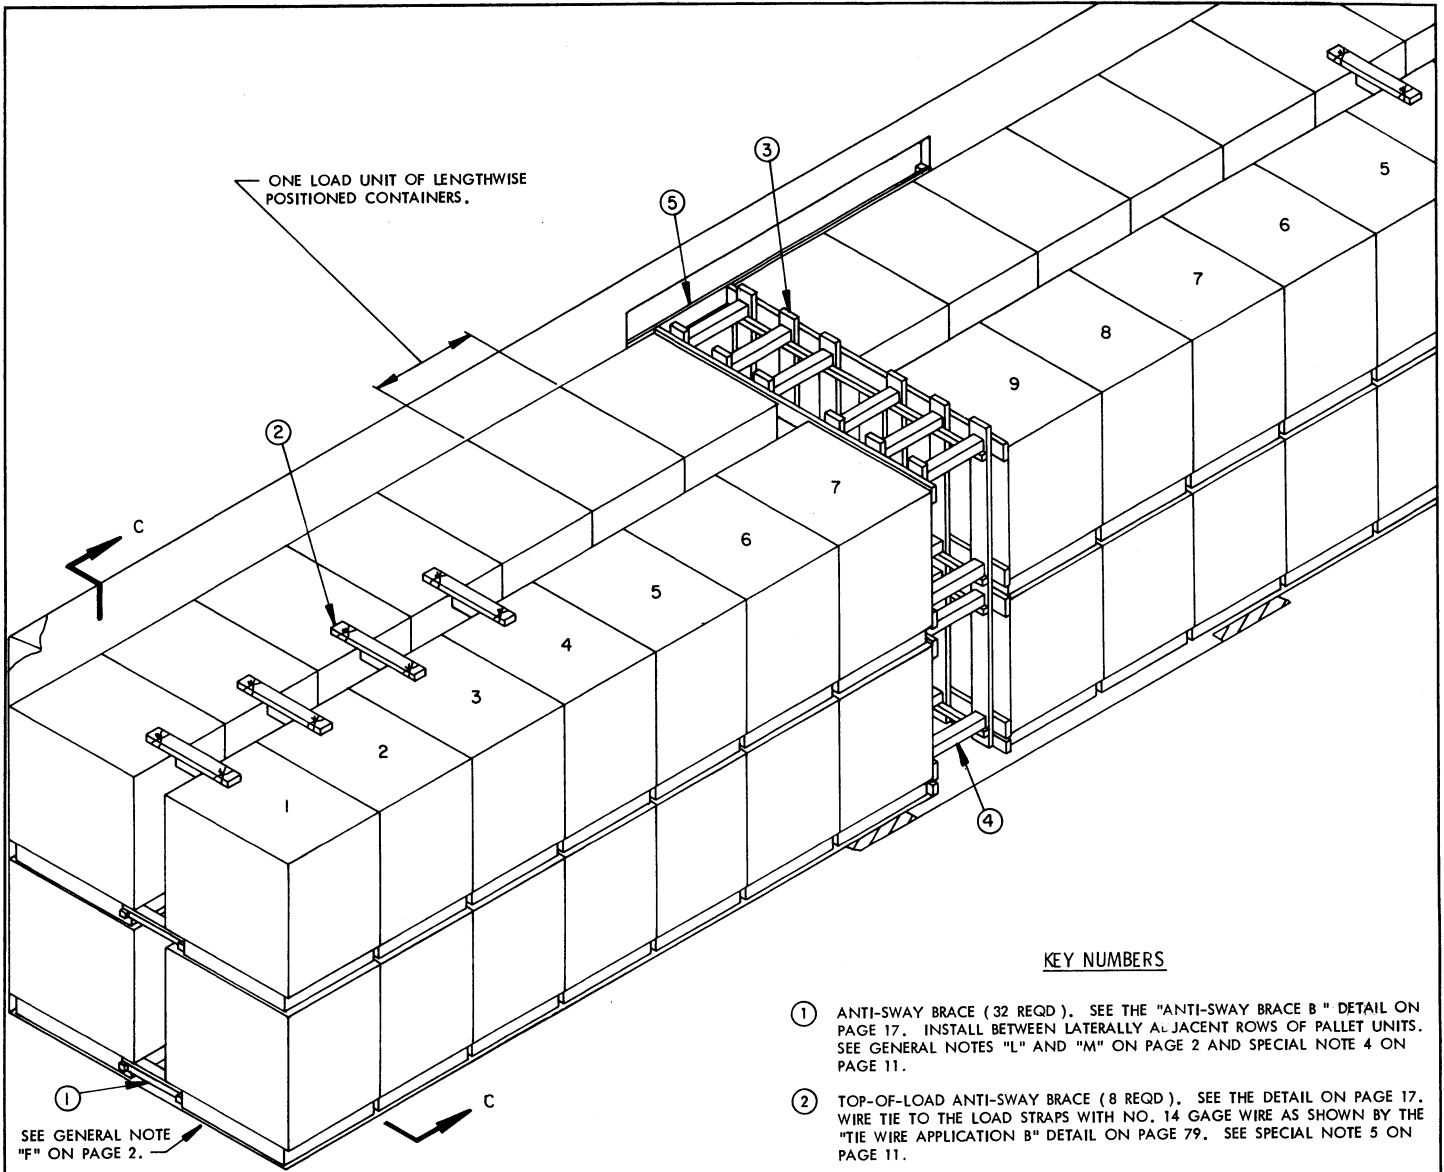 ONE LOAD UNIT OF LENGTHWISE
POSITIONED CONTAINERS.
3
5
5
6
7
8
9
2
C
7
6
5
4
3
2
1
4
1
C
SEE GENERAL NOTE
"F" ON PAGE 2.
KEY NUMBERS
1 ANTI-SWAY BRACE (32 REQD). SEE THE "ANTI-SWAY BRACE B" DETAIL ON
PAGE 17. INSTALL BETWEEN LATERALLY ADJACENT ROWS OF PALLET UNITS.
SEE GENERAL NOTES "L" AND "M" ON PAGE 2 AND SPECIAL NOTE 4 ON
PAGE 11.
2 TOP-OF-LOAD ANTI-SWAY BRACE (8 REQD). SEE THE DETAIL ON PAGE 17.
WIRE TIE TO THE LOAD STRAPS WITH NO. 14 GAGE WIRE AS SHOWN BY THE
"TIE WIRE APPLICATION B" DETAIL ON PAGE 79. SEE SPECIAL NOTE 5 ON
PAGE 11.